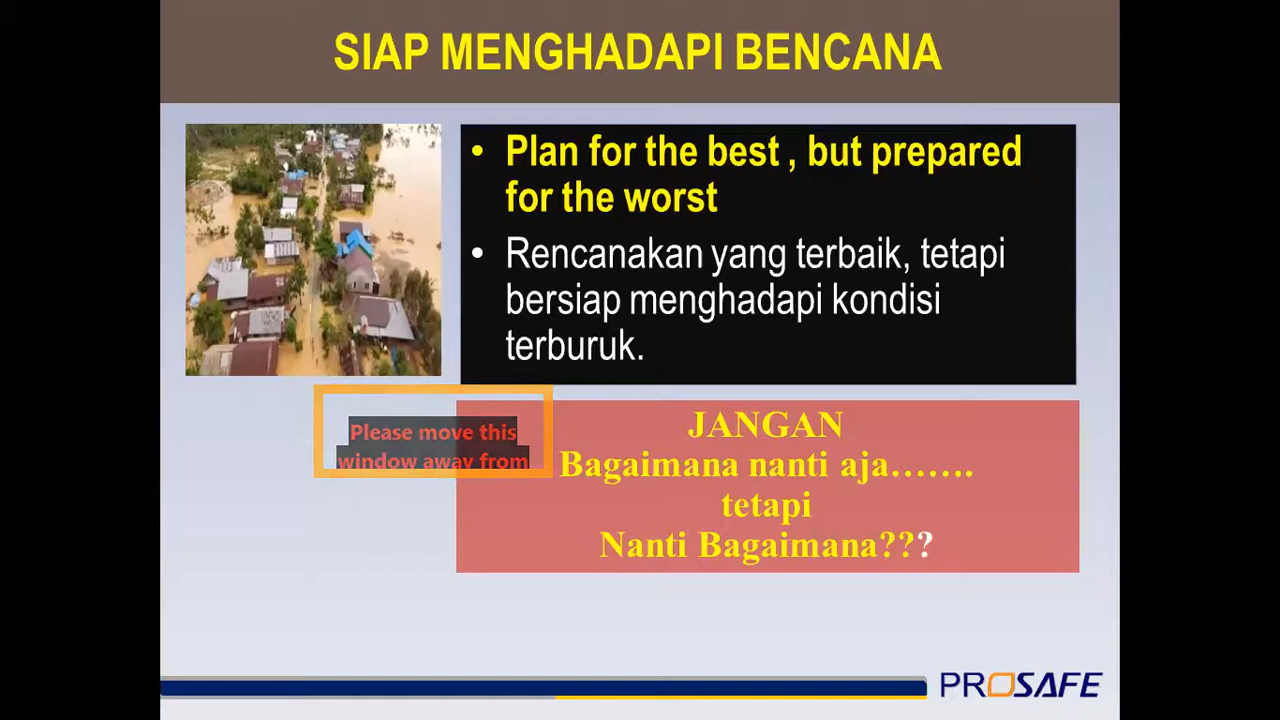 SIAP MENGHADAPI BENCANA
• Plan for the best , but prepared
for the worst
• Rencanakan yang terbaik, tetapi
bersiap menghadapi kondisi
terburuk.
Please move this
window away from
JANGAN
Bagaimana nanti aja…….
tetapi
Nanti Bagaimana???
PROSAFE